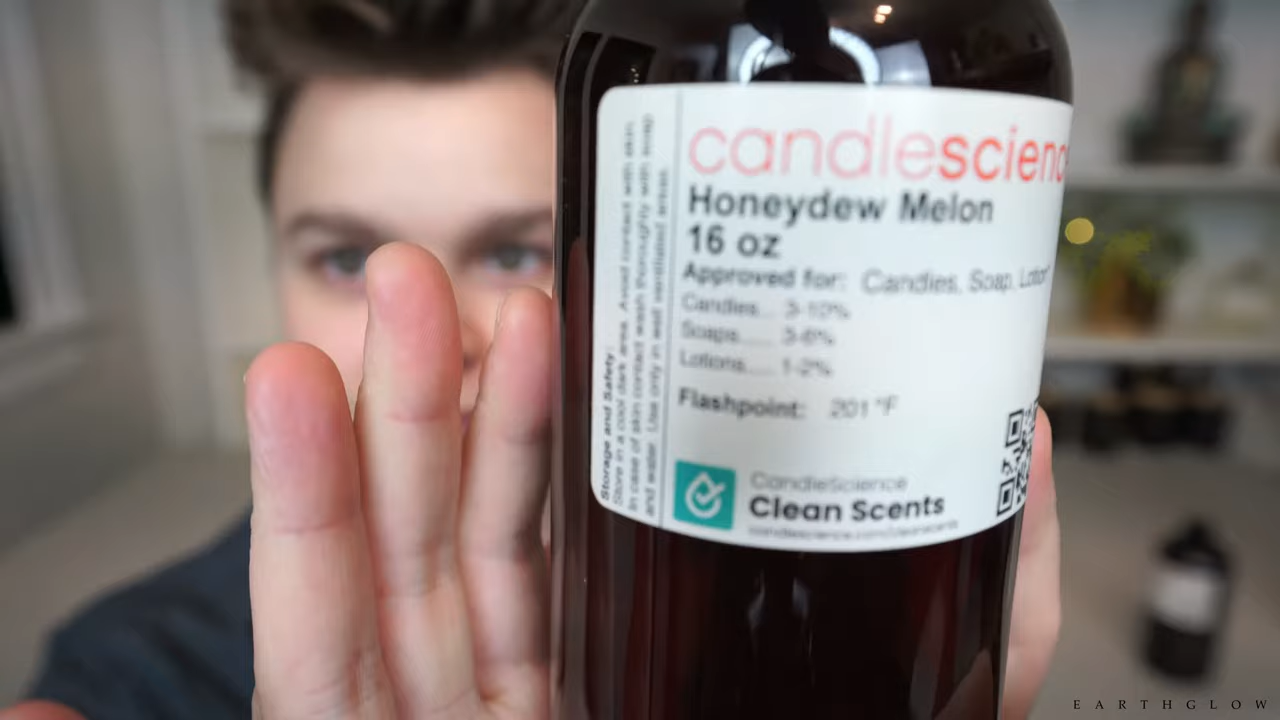 candlescienc
Honeydew Melon
16 oz
Approved for: Candles, Soap, Lotion
Candles... 3-10%
Soaps...... 3-6%
Lotions.... 1-2%
Flashpoint: 201 °F
CandleScience
Clean Scents
candlescience.com/cleanscents
Storage and Safety:
Store in a cool dark area. Avoid contact with skin.
In case of skin contact wash thoroughly with soap
and water. Use only in well ventilated areas.
EARTHGLOW